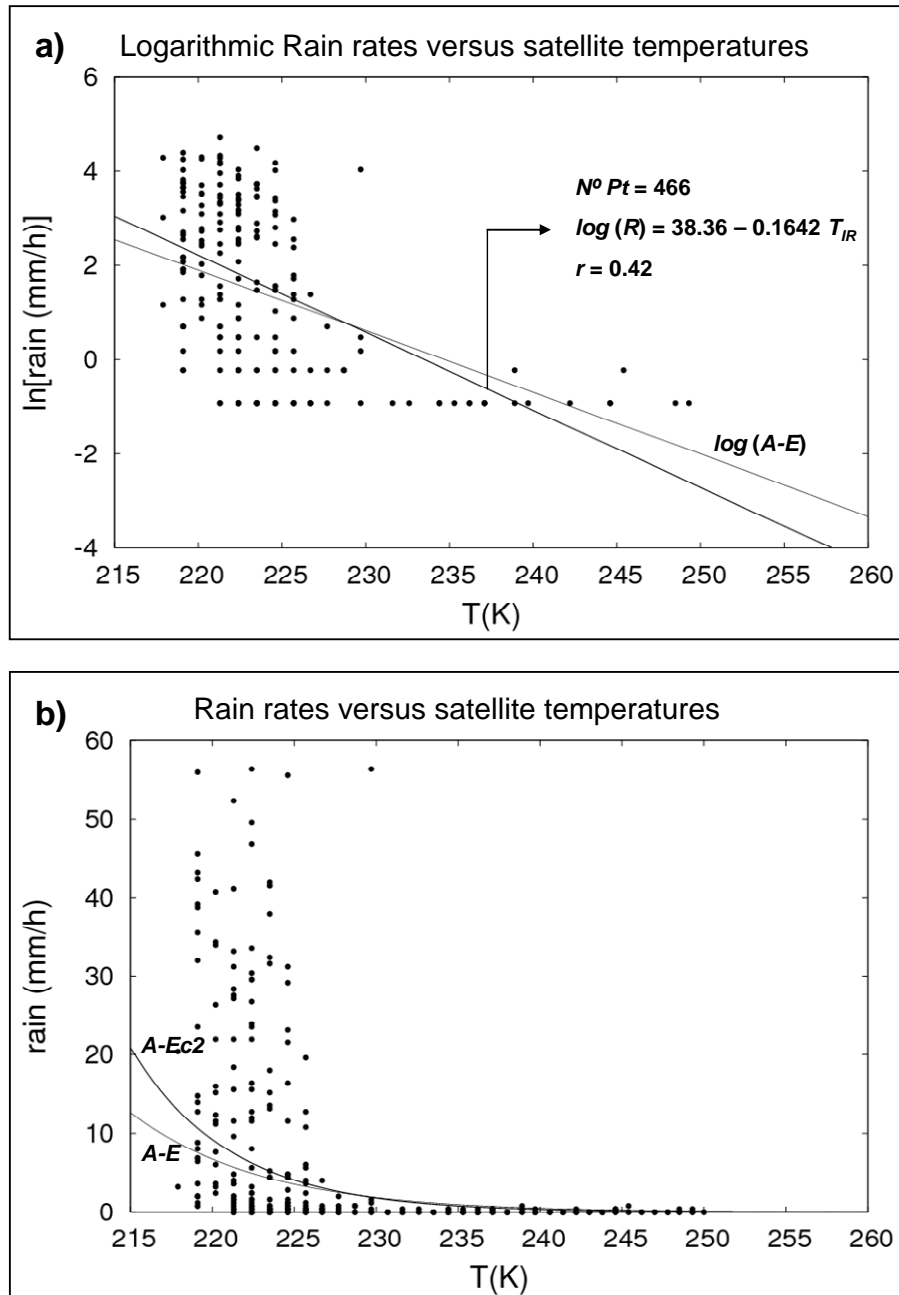 a) Logarithmic Rain rates versus satellite temperatures
6
4
2
0
-2
-4
ln[rain (mm/h)]
Nº Pt = 466
log (R) = 38.36 – 0.1642 T_IR
r = 0.42
log (A-E)
215 220 225 230 235 240 245 250 255 260
T(K)
b) Rain rates versus satellite temperatures
60
50
40
30
20
10
0
rain (mm/h)
A-Ec2
A-E
215 220 225 230 235 240 245 250 255 260
T(K)